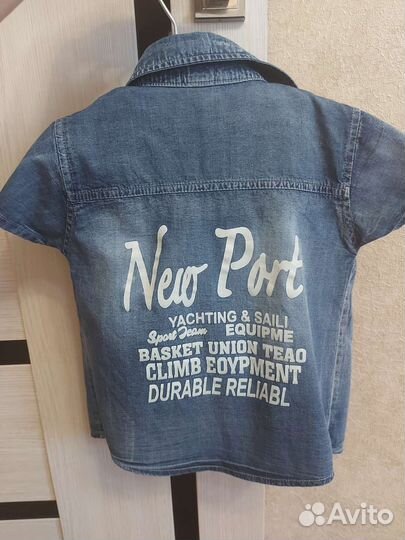 New Port
YACHTING & SAILI
Sport Team EQUIPME
BASKET UNION TEAO
CLIMB EOYPMENT
DURABLE RELIABL
Avito